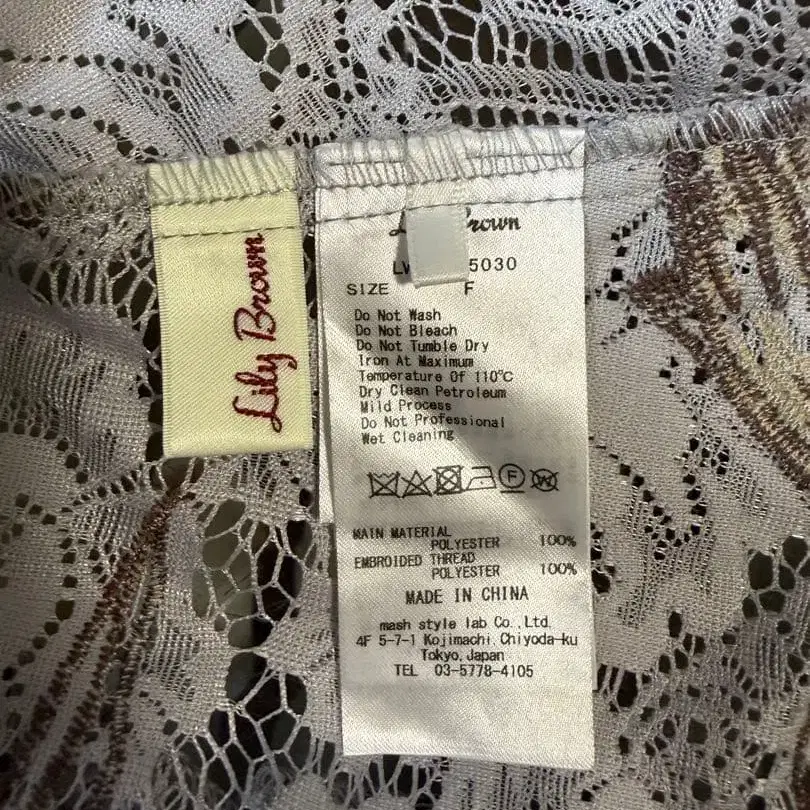 Lily Brown
Brown
5030
SIZE F
Do Not Wash
Do Not Bleach
Do Not Tumble Dry
Iron At Maximum
Temperature Of 110℃
Dry Clean Petroleum
Mild Process
Do Not Professional
Wet Cleaning
F W
MAIN MATERIAL
POLYESTER 100%
EMBROIDED THREAD
POLYESTER 100%
MADE IN CHINA
mash style lab Co.,Ltd.
4F 5-7-1 Kojimachi,Chiyoda-ku
Tokyo,Japan
TEL 03-5778-4105